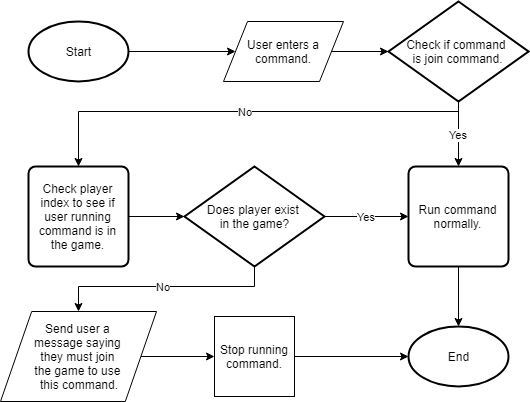 Start
User enters a
command.
Check if command
is join command.
No
Yes
Check player
index to see if
user running
command is in
the game.
Does player exist
in the game?
Yes
Run command
normally.
No
Send user a
message saying
they must join
the game to use
this command.
Stop running
command.
End